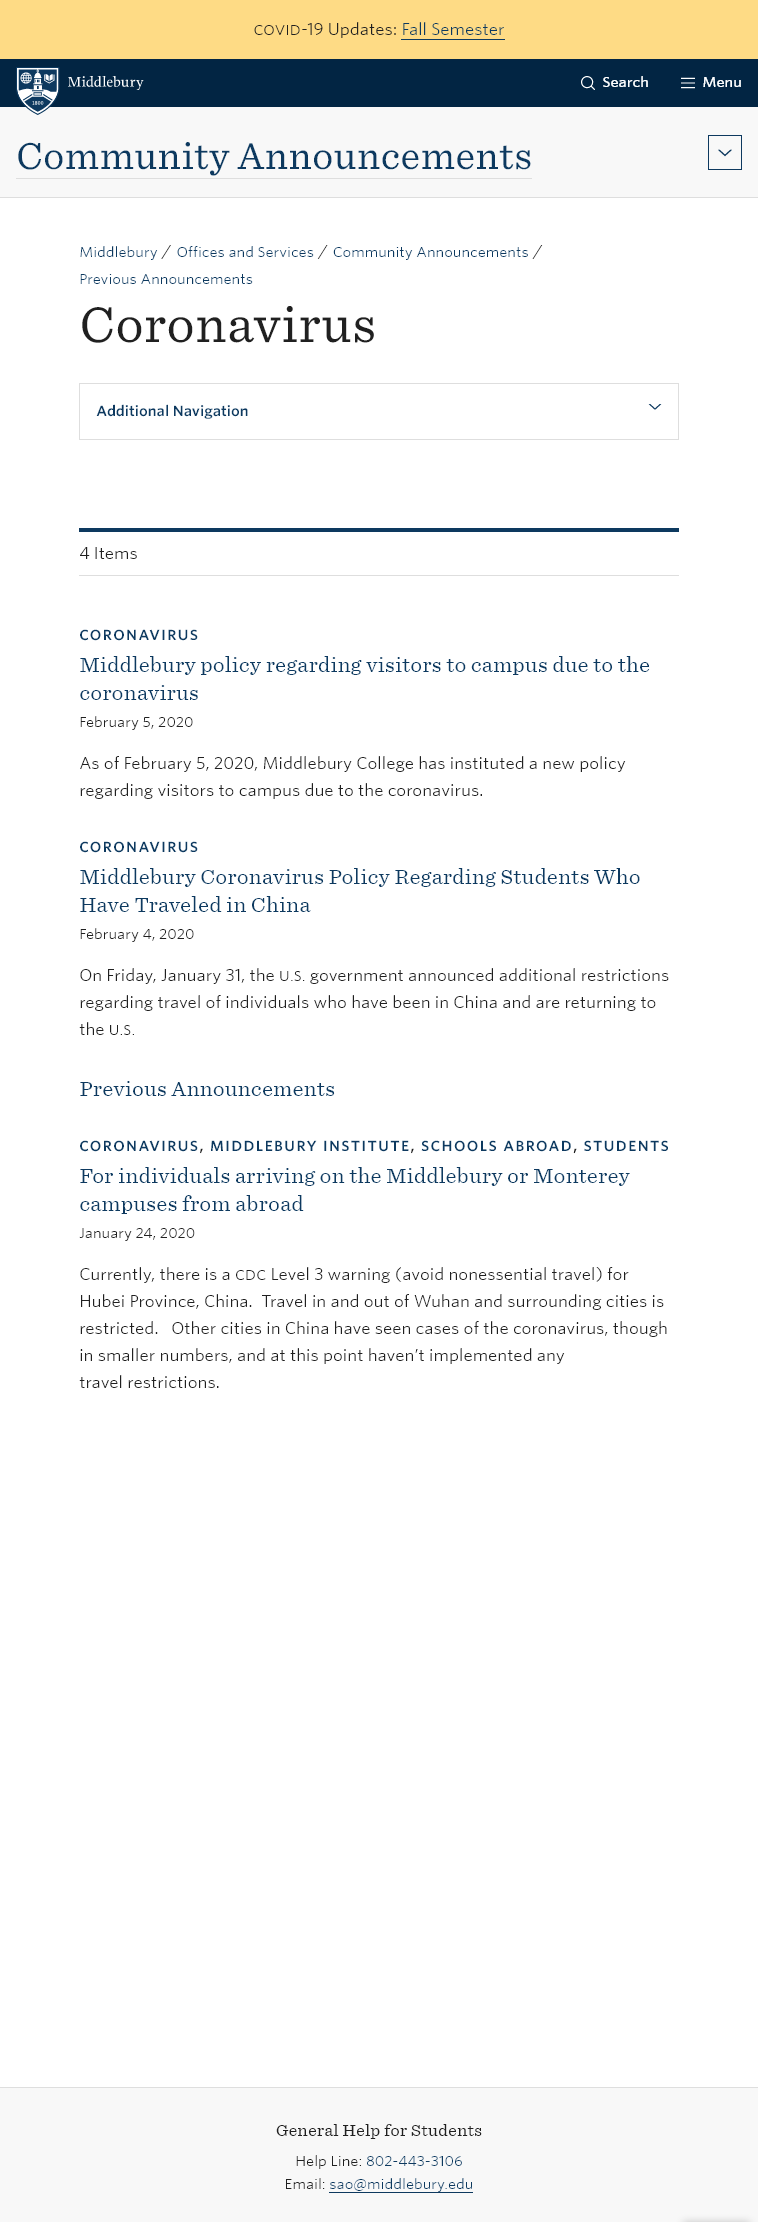 COVID-19 Updates: Fall Semester
Middlebury
Search
Menu
1800
Community Announcements
Middlebury / Offices and Services / Community Announcements /
Previous Announcements
Coronavirus
Additional Navigation
4 Items
CORONAVIRUS
Middlebury policy regarding visitors to campus due to the
coronavirus
February 5, 2020
As of February 5, 2020, Middlebury College has instituted a new policy
regarding visitors to campus due to the coronavirus.
CORONAVIRUS
Middlebury Coronavirus Policy Regarding Students Who
Have Traveled in China
February 4, 2020
On Friday, January 31, the U.S. government announced additional restrictions
regarding travel of individuals who have been in China and are returning to
the U.S.
Previous Announcements
CORONAVIRUS, MIDDLEBURY INSTITUTE, SCHOOLS ABROAD, STUDENTS
For individuals arriving on the Middlebury or Monterey
campuses from abroad
January 24, 2020
Currently, there is a CDC Level 3 warning (avoid nonessential travel) for
Hubei Province, China.  Travel in and out of Wuhan and surrounding cities is
restricted.   Other cities in China have seen cases of the coronavirus, though
in smaller numbers, and at this point haven’t implemented any
travel restrictions.
General Help for Students
Help Line: 802-443-3106
Email: sao@middlebury.edu